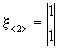 ξ<2> = |1
1|